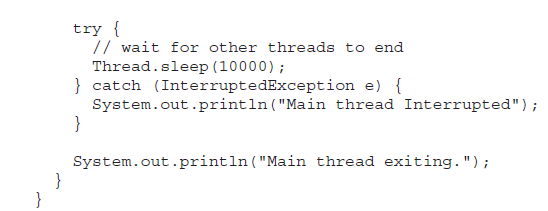 try {
// wait for other threads to end
Thread.sleep(10000);
} catch (InterruptedException e) {
System.out.println("Main thread Interrupted");
}
System.out.println("Main thread exiting.");
}
}